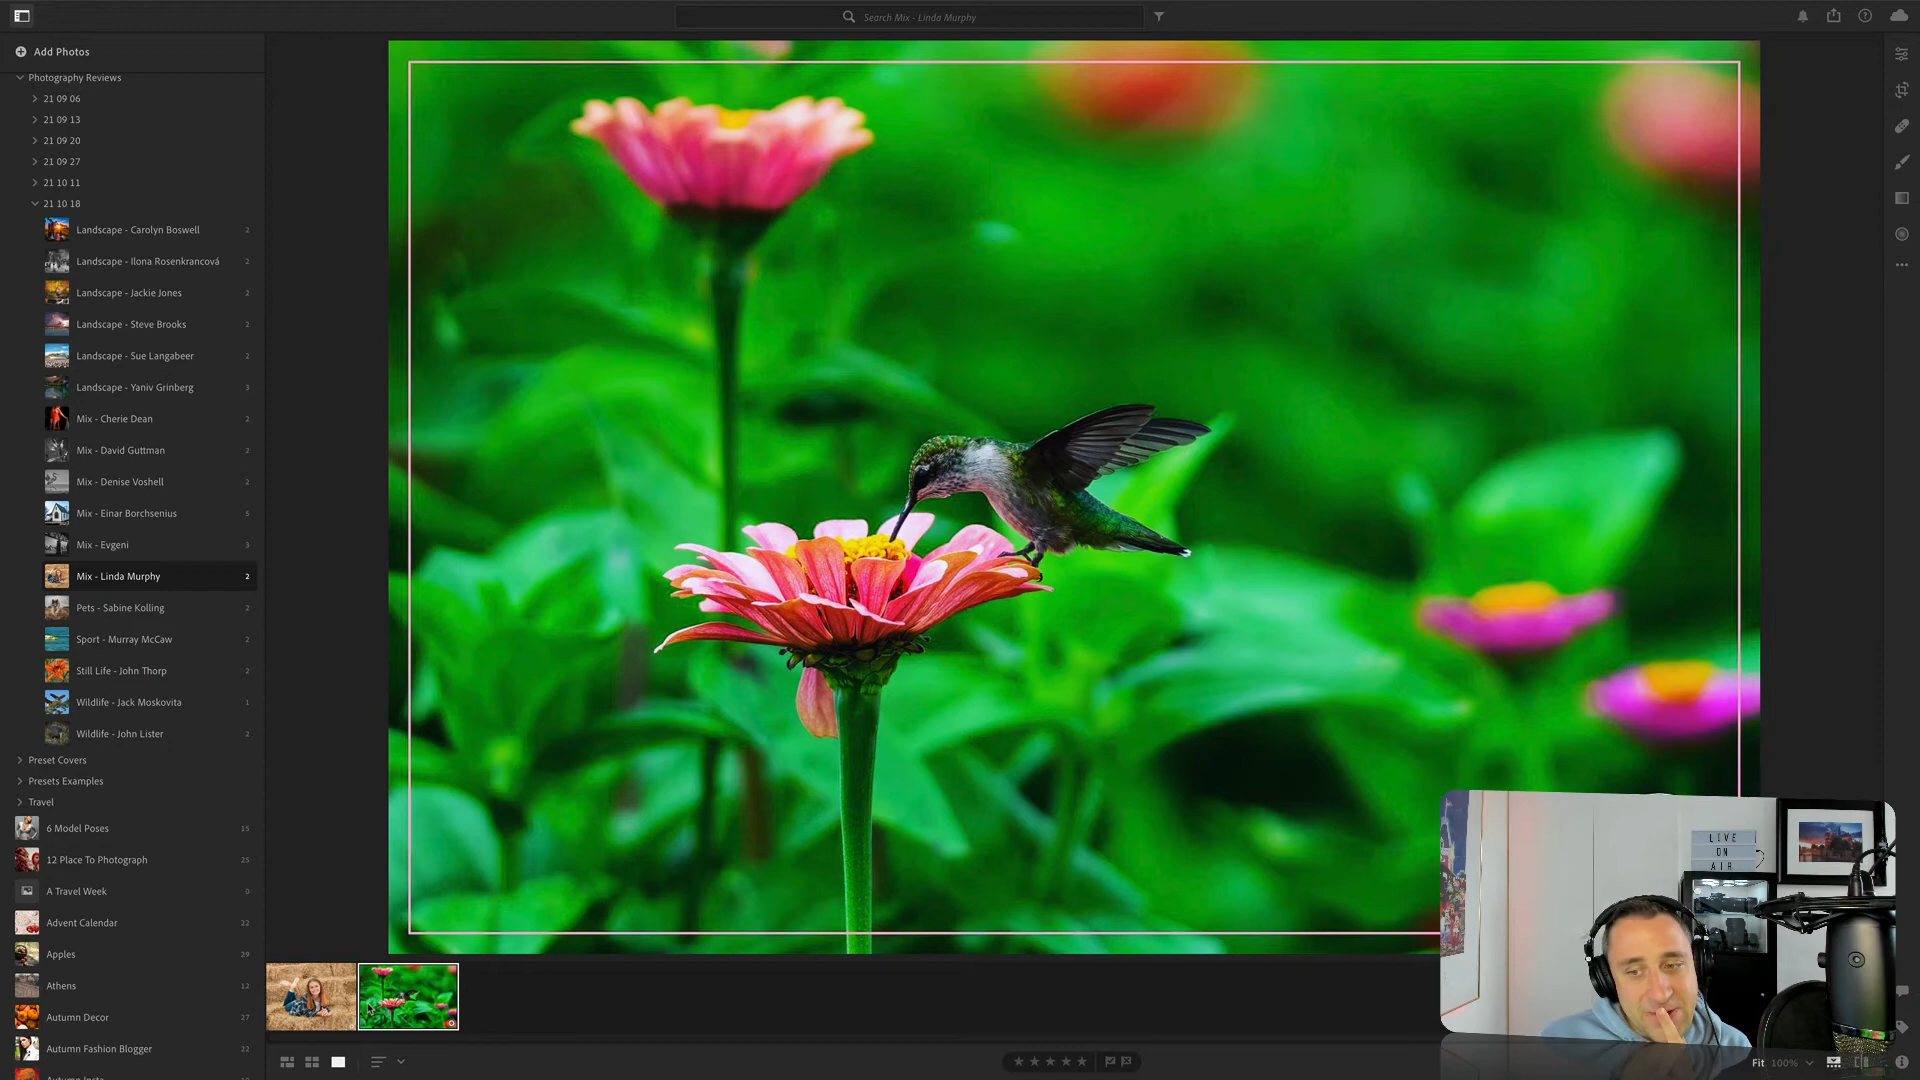 Search Mix - Linda Murphy
Add Photos
Photography Reviews
21 09 06
21 09 13
21 09 20
21 09 27
21 10 11
21 10 18
Landscape - Carolyn Boswell 2
Landscape - Ilona Rosenkrancová 2
Landscape - Jackie Jones 2
Landscape - Steve Brooks 2
Landscape - Sue Langabeer 2
Landscape - Yaniv Grinberg 3
Mix - Cherie Dean 2
Mix - David Guttman 2
Mix - Denise Voshell 2
Mix - Einar Borchsenius 5
Mix - Evgeni 3
Mix - Linda Murphy 2
Pets - Sabine Kolling 2
Sport - Murray McCaw 2
Still Life - John Thorp 2
Wildlife - Jack Moskovita 1
Wildlife - John Lister 2
Preset Covers
Presets Examples
Travel
6 Model Poses 15
12 Place To Photograph 25
A Travel Week 0
Advent Calendar 22
Apples 29
Athens 12
Autumn Decor 27
Autumn Fashion Blogger 22
LIVE
ON
AIR
Fit 100%